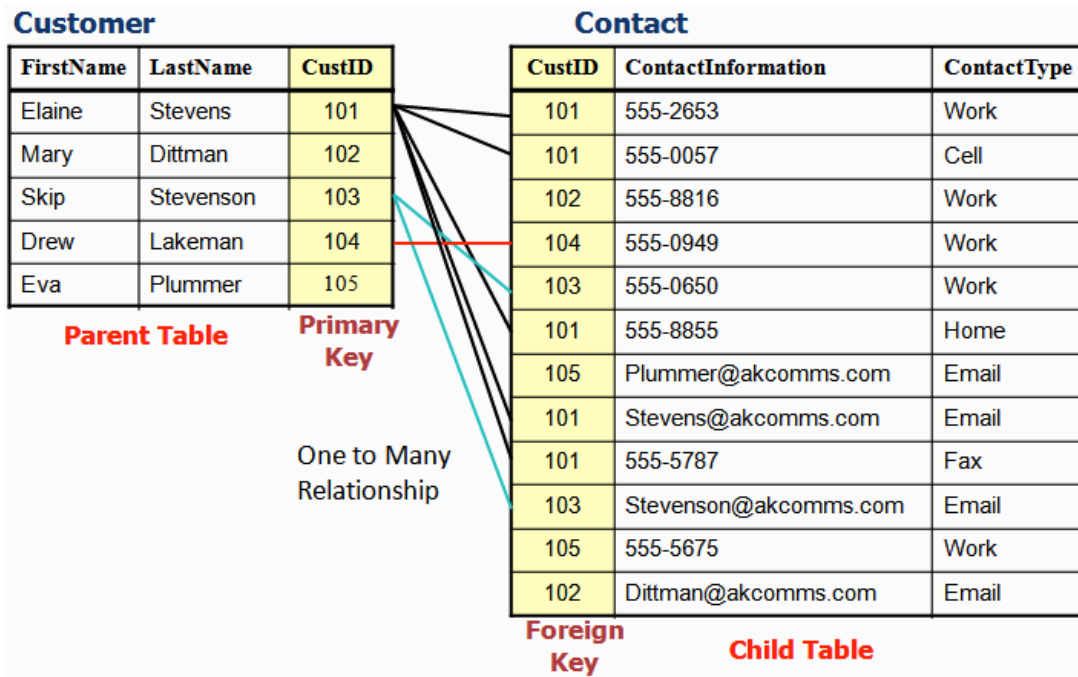 Customer
FirstName LastName CustID
Elaine Stevens 101
Mary Dittman 102
Skip Stevenson 103
Drew Lakeman 104
Eva Plummer 105
Parent Table
Primary
Key
One to Many
Relationship
Contact
CustID ContactInformation ContactType
101 555-2653 Work
101 555-0057 Cell
102 555-8816 Work
104 555-0949 Work
103 555-0650 Work
101 555-8855 Home
105 Plummer@akcomms.com Email
101 Stevens@akcomms.com Email
101 555-5787 Fax
103 Stevenson@akcomms.com Email
105 555-5675 Work
102 Dittman@akcomms.com Email
Foreign
Key
Child Table